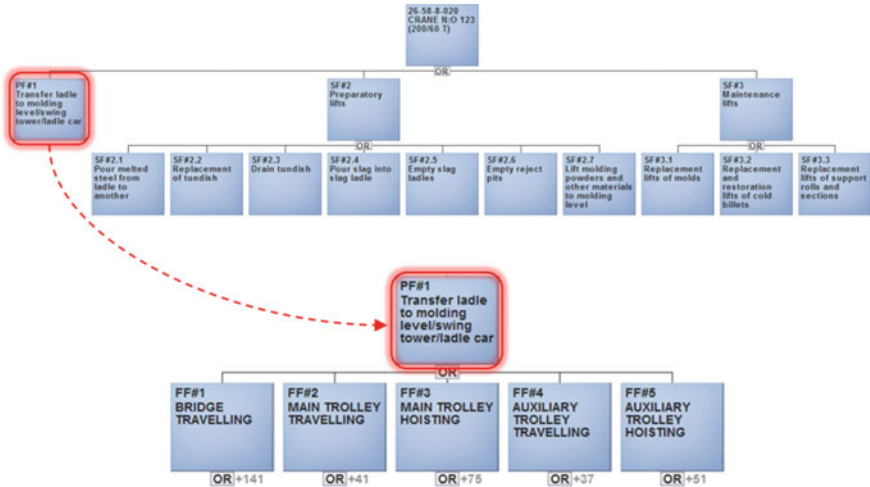 26-58-8-020
CRANE N:O 123
(200/60 T)
OR
PF#1
Transfer ladle
to molding
level/swing
tower/ladle car
SF#2
Preparatory
lifts
SF#3
Maintenance
lifts
OR
OR
SF#2.1
Pour melted
steel from
ladle to
another
SF#2.2
Replacement
of tundish
SF#2.3
Drain tundish
SF#2.4
Pour slag into
slag ladle
SF#2.5
Empty slag
ladles
SF#2.6
Empty reject
pits
SF#2.7
Lift molding
powders and
other materials
to molding
level
SF#3.1
Replacement
lifts of molds
SF#3.2
Replacement
and
restoration
lifts of cold
billets
SF#3.3
Replacement
lifts of support
rolls and
sections
PF#1
Transfer ladle
to molding
level/swing
tower/ladle car
OR
FF#1
BRIDGE
TRAVELLING
FF#2
MAIN TROLLEY
TRAVELLING
FF#3
MAIN TROLLEY
HOISTING
FF#4
AUXILIARY
TROLLEY
TRAVELLING
FF#5
AUXILIARY
TROLLEY
HOISTING
OR +141
OR +41
OR +75
OR +37
OR +51